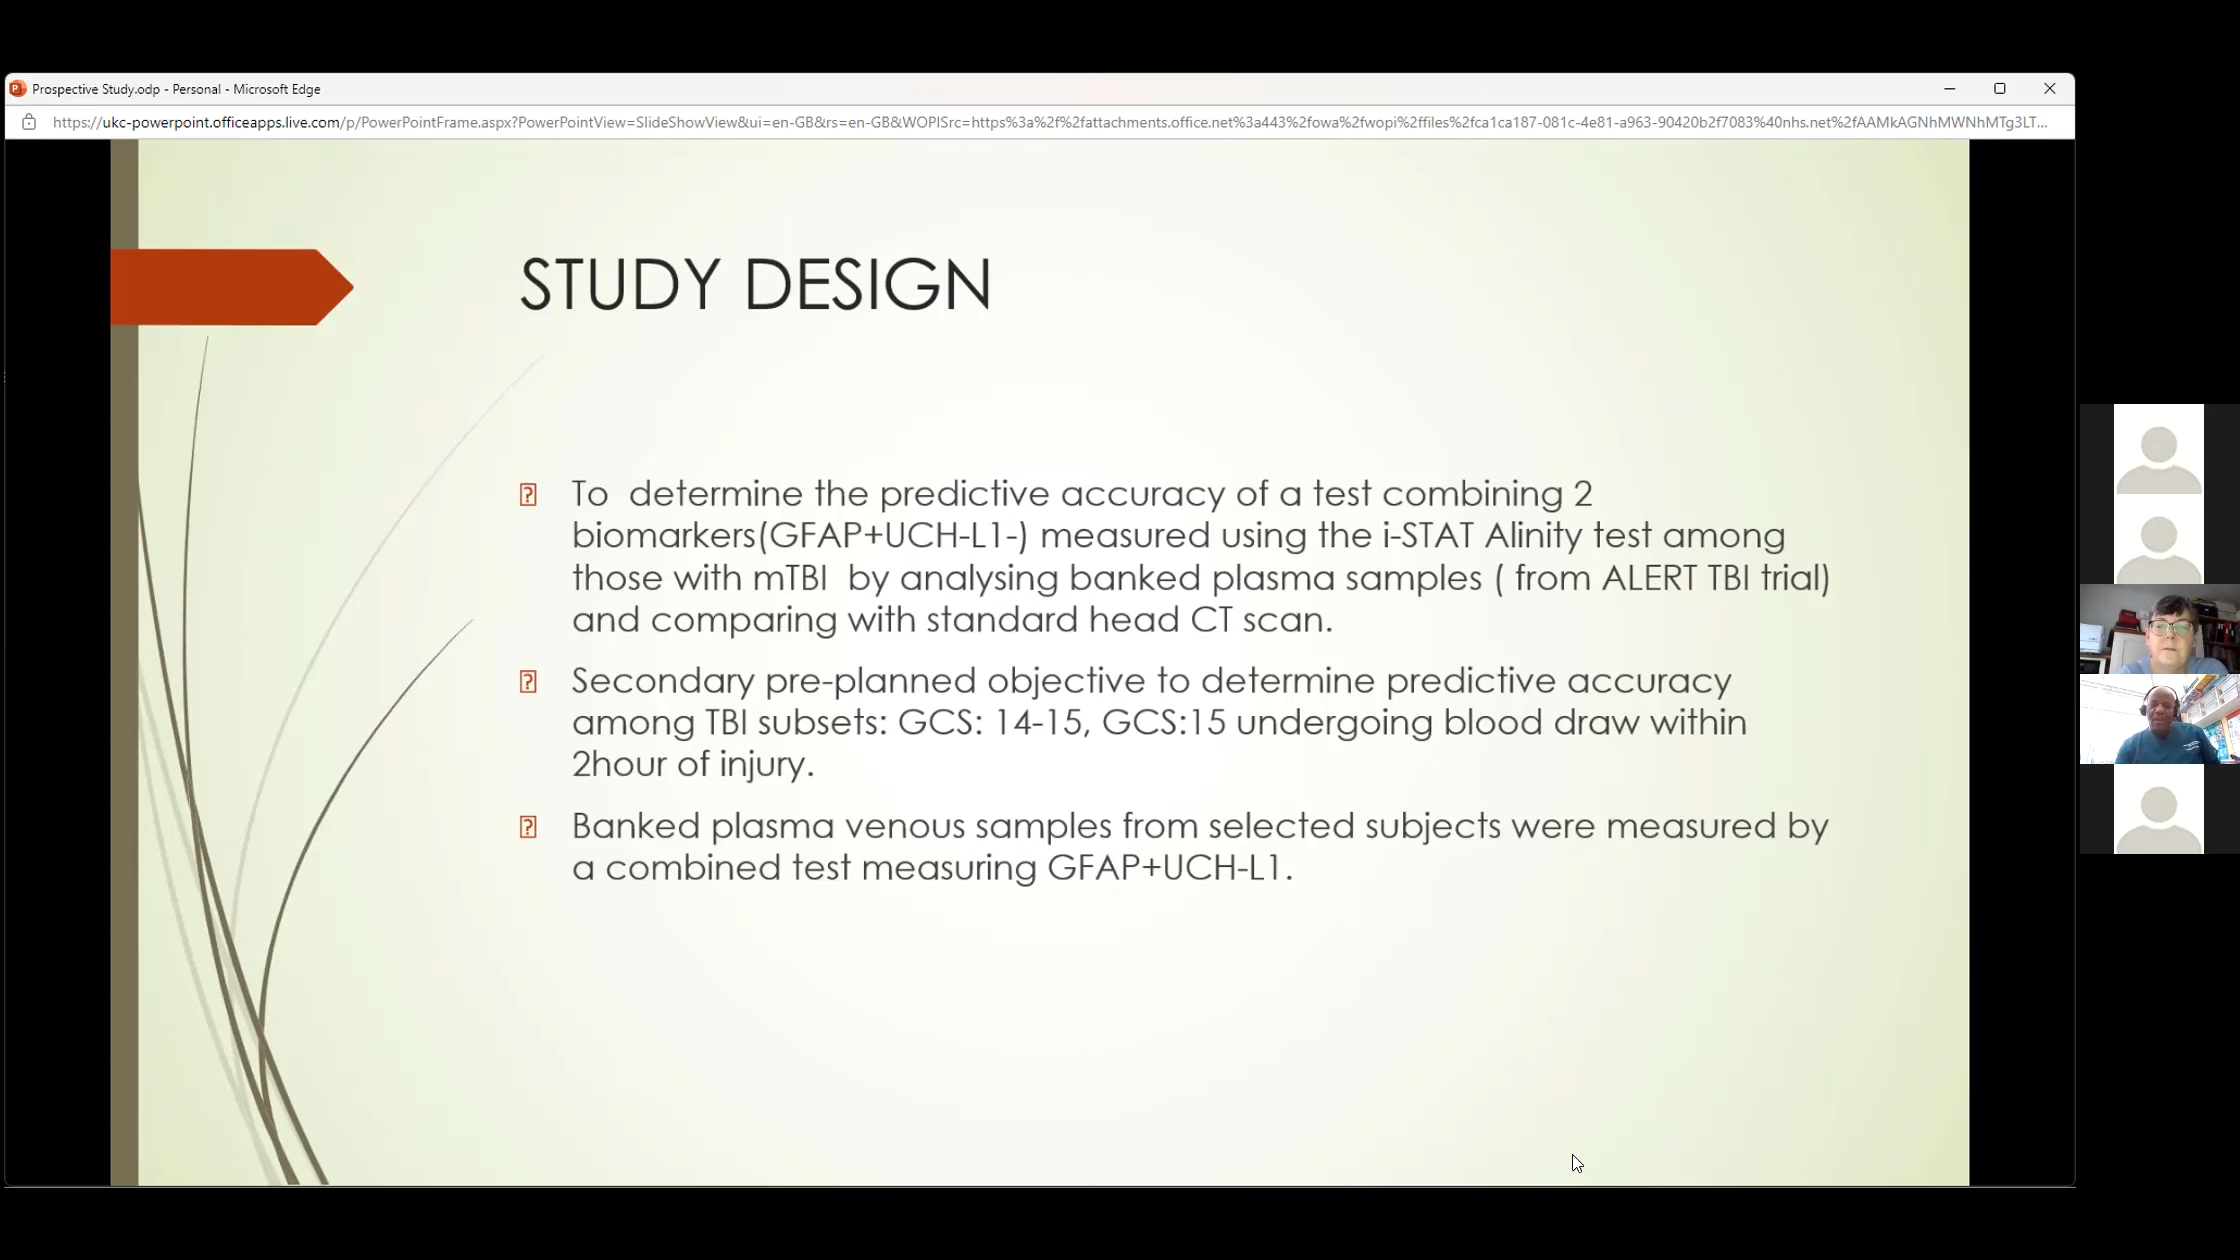 Prospective Study.odp - Personal - Microsoft Edge
https://ukc-powerpoint.officeapps.live.com/p/PowerPointFrame.aspx?PowerPointView=SlideShowView&ui=en-GB&rs=en-GB&WOPISrc=https%3a%2f%2fattachments.office.net%3a443%2fowa%2fwopi%2ffiles%2fca1ca187-081c-4e81-a963-90420b2f7083%40nhs.net%2fAAMkAGNhMWNhMTg3LT...
STUDY DESIGN
To  determine the predictive accuracy of a test combining 2
biomarkers(GFAP+UCH-L1-) measured using the i-STAT Alinity test among
those with mTBI  by analysing banked plasma samples ( from ALERT TBI trial)
and comparing with standard head CT scan.
Secondary pre-planned objective to determine predictive accuracy
among TBI subsets: GCS: 14-15, GCS:15 undergoing blood draw within
2hour of injury.
Banked plasma venous samples from selected subjects were measured by
a combined test measuring GFAP+UCH-L1.